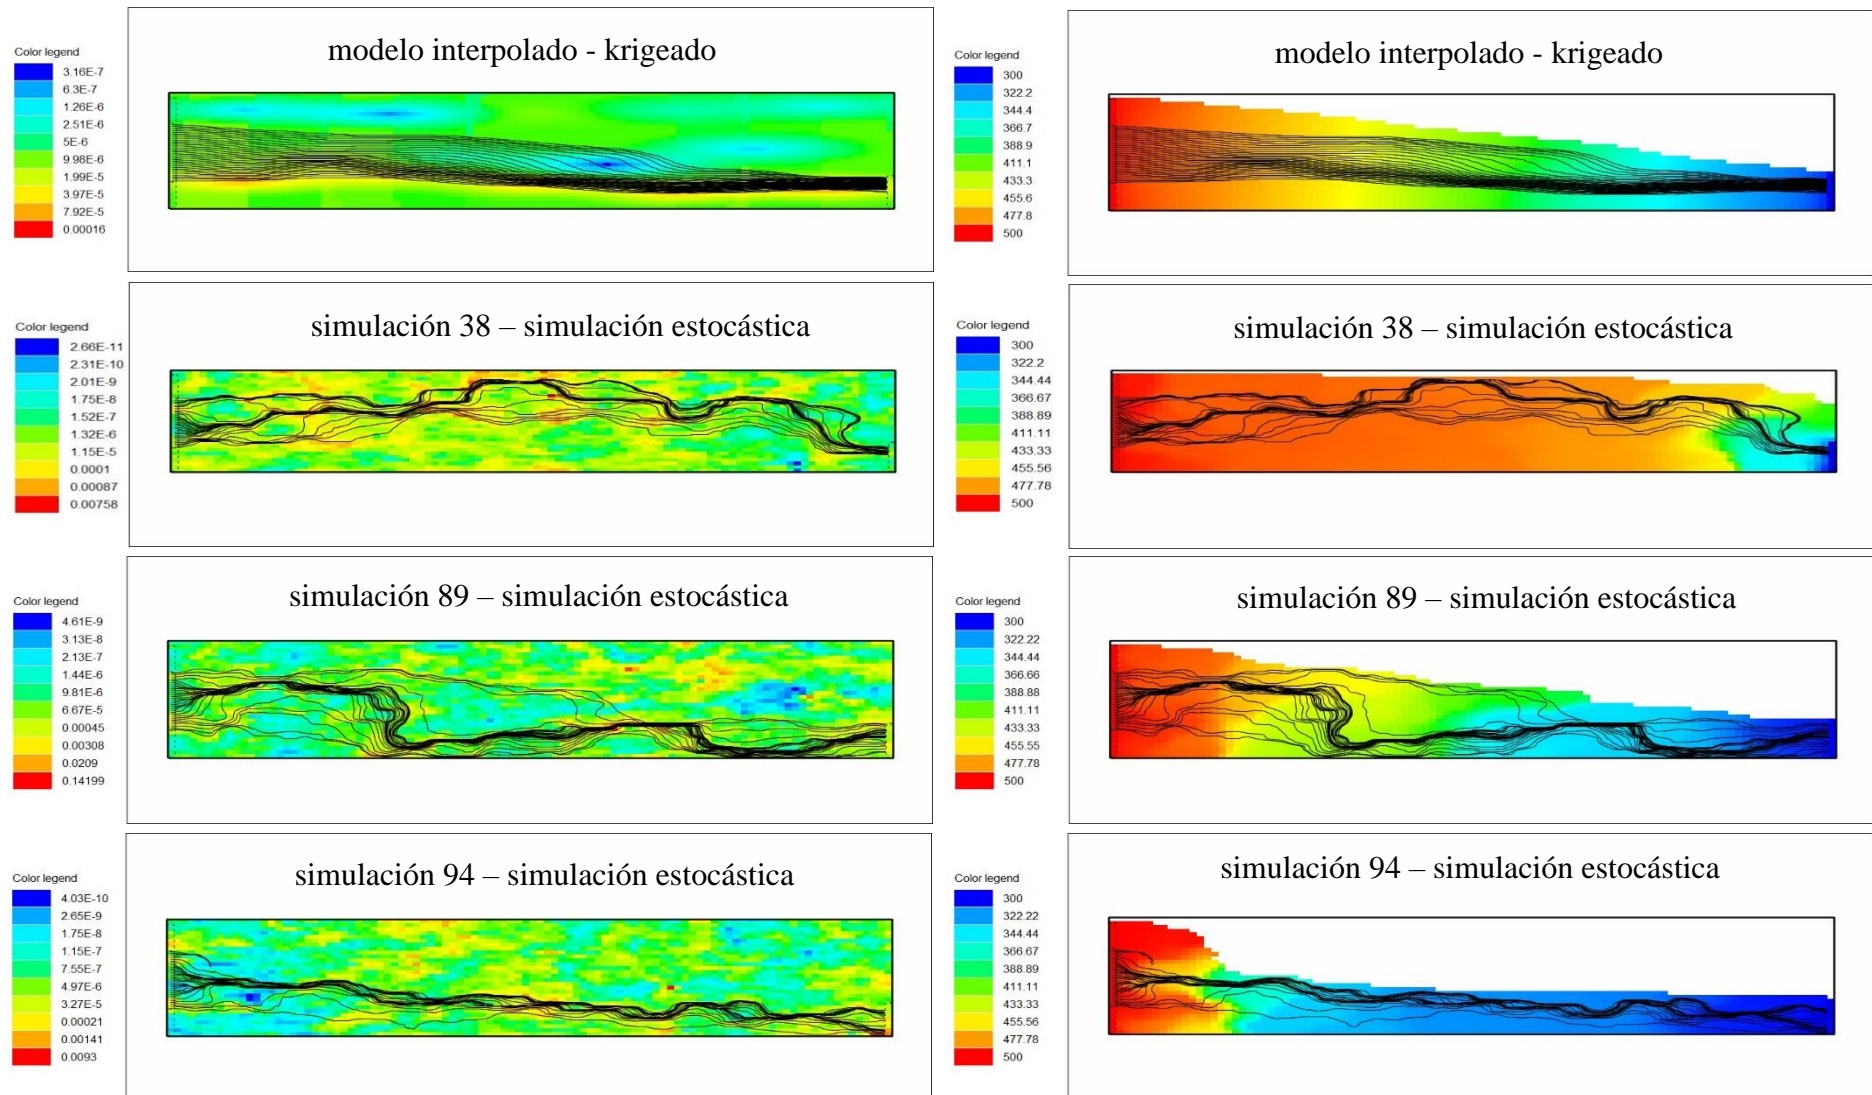 modelo interpolado - krigeado
Color legend
3.16E-7
6.3E-7
1.26E-6
2.51E-6
5E-6
9.98E-6
1.99E-5
3.97E-5
7.92E-5
0.00016
modelo interpolado - krigeado
Color legend
300
322.2
344.4
366.7
388.9
411.1
433.3
455.6
477.8
500
simulación 38 – simulación estocástica
Color legend
2.66E-11
2.31E-10
2.01E-9
1.75E-8
1.52E-7
1.32E-6
1.15E-5
0.0001
0.00087
0.00758
simulación 38 – simulación estocástica
Color legend
300
322.2
344.44
366.67
388.89
411.11
433.33
455.56
477.78
500
simulación 89 – simulación estocástica
Color legend
4.61E-9
3.13E-8
2.13E-7
1.44E-6
9.81E-6
6.67E-5
0.00045
0.00308
0.0209
0.14199
simulación 89 – simulación estocástica
Color legend
300
322.22
344.44
366.66
388.88
411.11
433.33
455.55
477.78
500
simulación 94 – simulación estocástica
Color legend
4.03E-10
2.65E-9
1.75E-8
1.15E-7
7.55E-7
4.97E-6
3.27E-5
0.00021
0.00141
0.0093
simulación 94 – simulación estocástica
Color legend
300
322.22
344.44
366.67
388.89
411.11
433.33
455.56
477.78
500